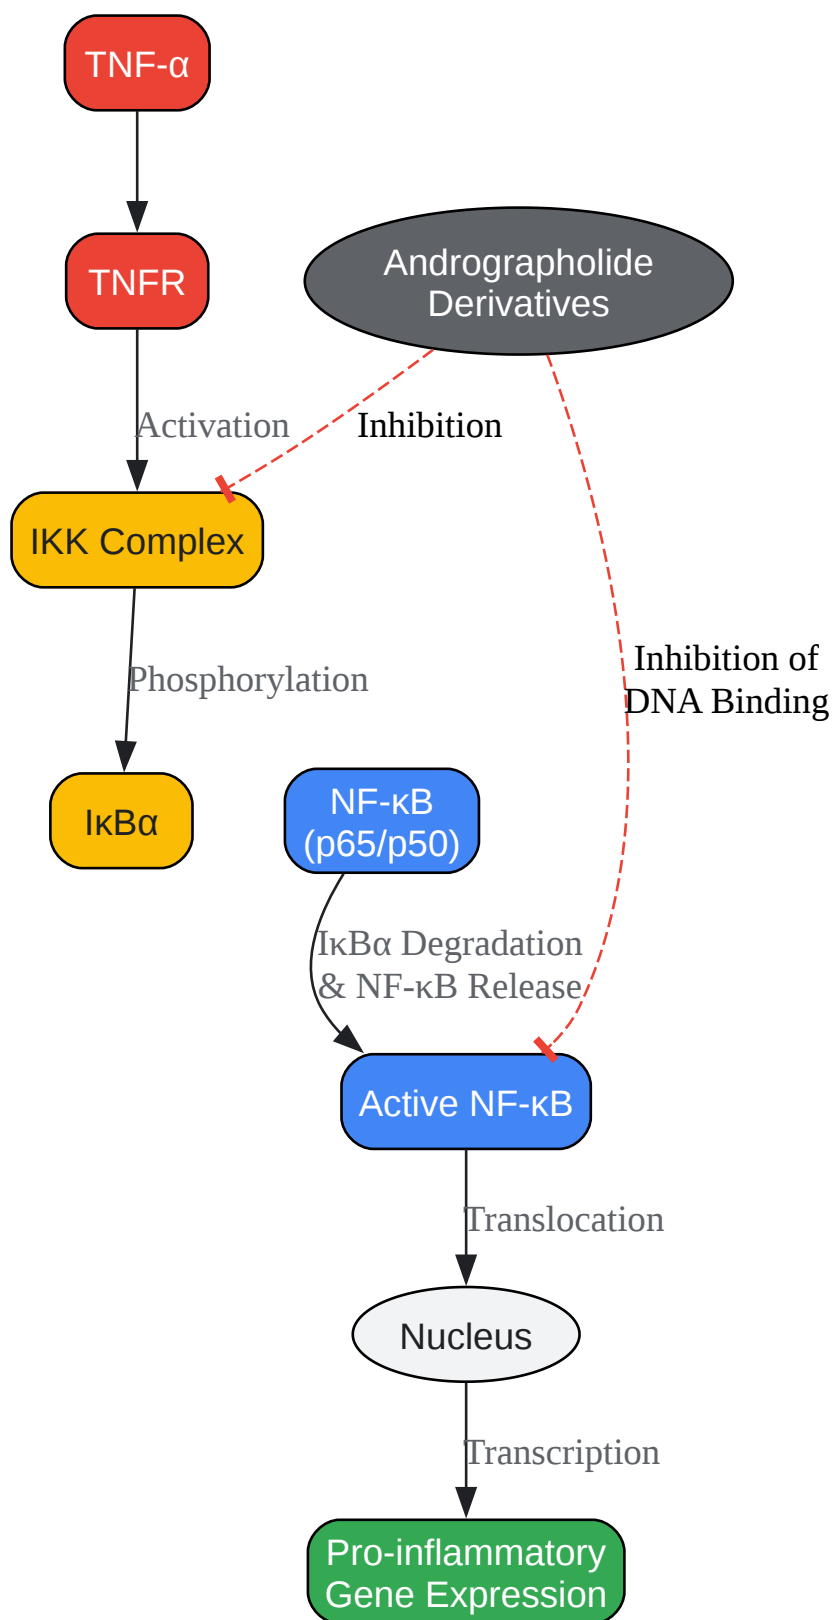 TNF-α
TNFR
Andrographolide
Derivatives
Activation
Inhibition
IKK Complex
Phosphorylation
Inhibition of
DNA Binding
IκBα
NF-κB
(p65/p50)
IκBα Degradation
& NF-κB Release
Active NF-κB
Translocation
Nucleus
Transcription
Pro-inflammatory
Gene Expression